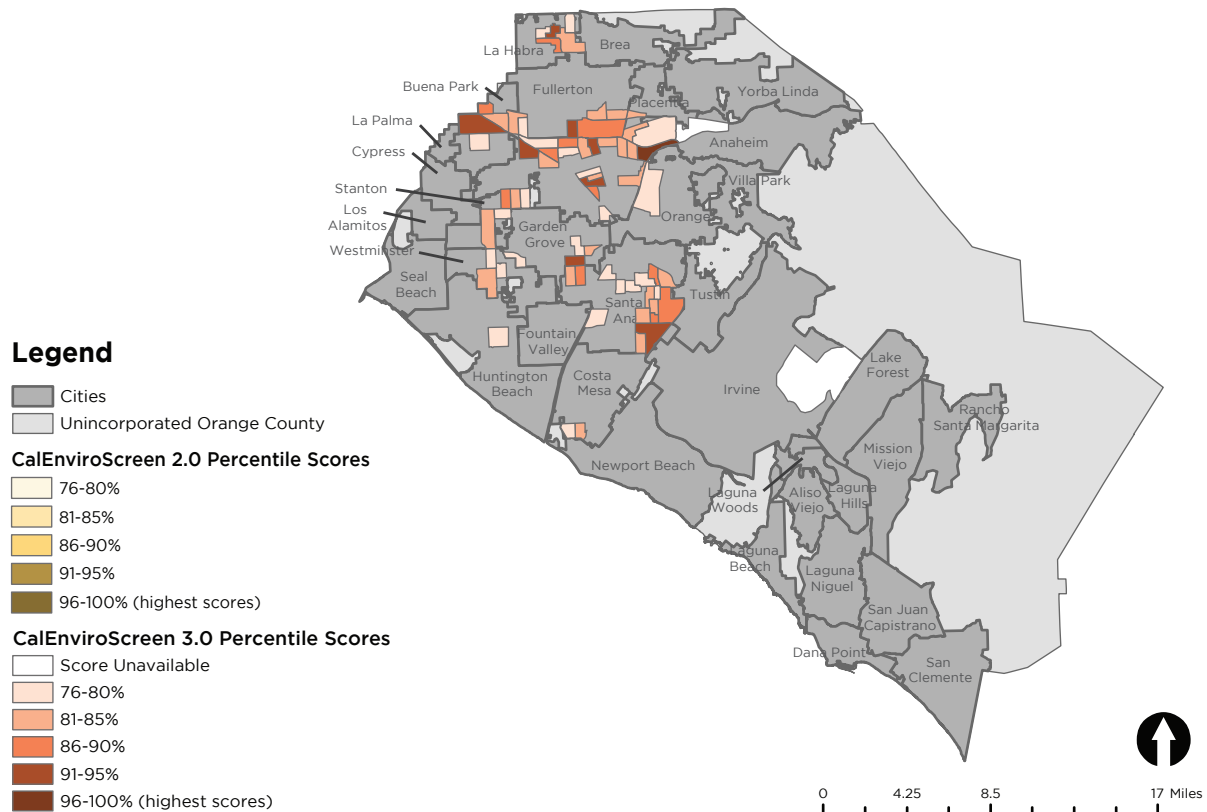 La Habra
Brea
Buena Park
Fullerton
Placentia
Yorba Linda
La Palma
Anaheim
Cypress
Villa Park
Stanton
Los
Alamitos
Orange
Garden
Grove
Westminster
Seal
Beach
Santa
Ana
Tustin
Fountain
Valley
Huntington
Beach
Costa
Mesa
Irvine
Lake
Forest
Rancho
Santa Margarita
Mission
Viejo
Newport Beach
Laguna
Woods
Aliso
Viejo
Laguna
Hills
Laguna
Beach
Laguna
Niguel
San Juan
Capistrano
Dana Point
San
Clemente
Legend
Cities
Unincorporated Orange County
CalEnviroScreen 2.0 Percentile Scores
76-80%
81-85%
86-90%
91-95%
96-100% (highest scores)
CalEnviroScreen 3.0 Percentile Scores
Score Unavailable
76-80%
81-85%
86-90%
91-95%
96-100% (highest scores)
0 4.25 8.5 17 Miles